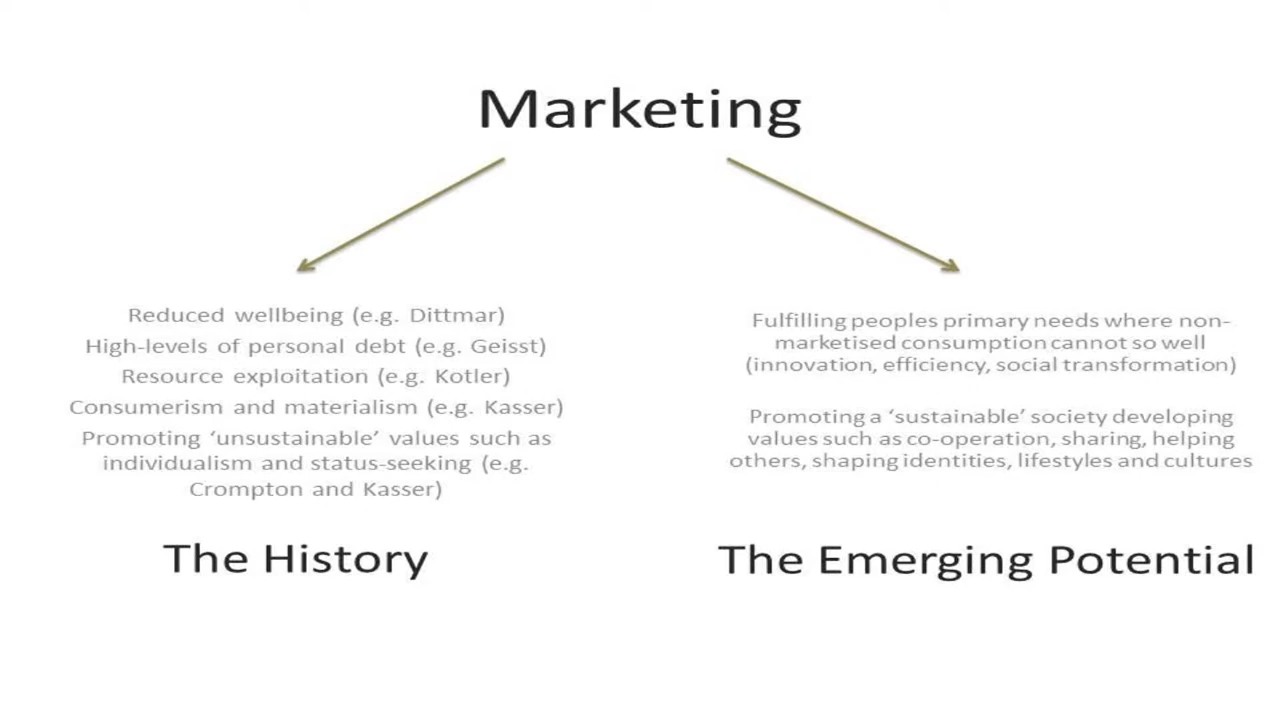 Marketing
Reduced wellbeing (e.g. Dittmar)
High-levels of personal debt (e.g. Geisst)
Resource exploitation (e.g. Kotler)
Consumerism and materialism (e.g. Kasser)
Promoting ‘unsustainable’ values such as
individualism and status-seeking (e.g.
Crompton and Kasser)
The History
Fulfilling peoples primary needs where non-
marketised consumption cannot so well
(innovation, efficiency, social transformation)
Promoting a ‘sustainable’ society developing
values such as co-operation, sharing, helping
others, shaping identities, lifestyles and cultures
The Emerging Potential